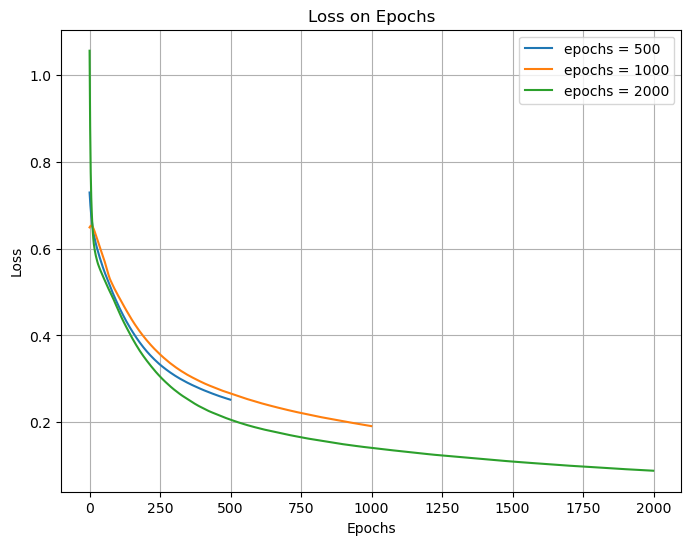 Loss on Epochs
epochs = 500
epochs = 1000
epochs = 2000
Loss
1.0
0.8
0.6
0.4
0.2
0 250 500 750 1000 1250 1500 1750 2000
Epochs